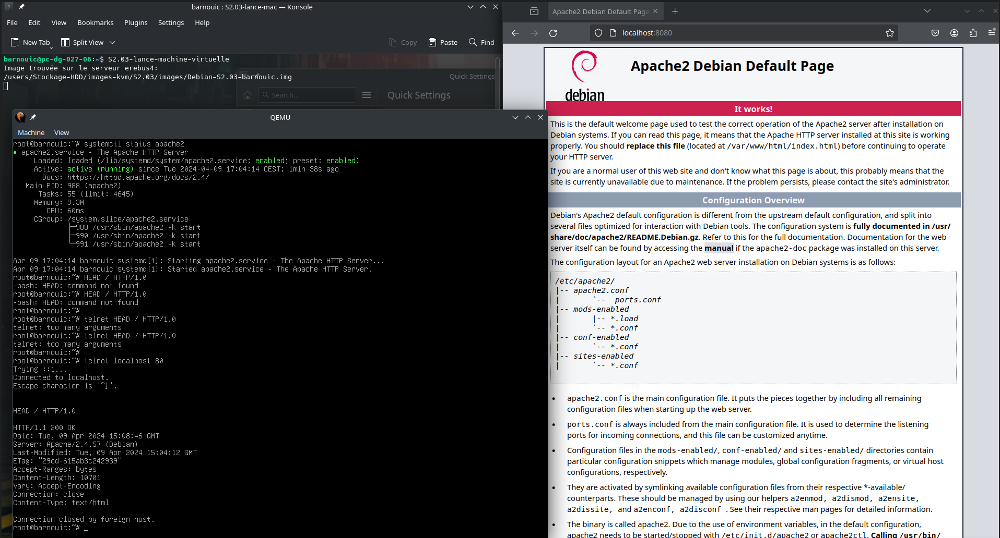 barnouic : S2.03-lance-mac — Konsole
File Edit View Bookmarks Plugins Settings Help
New Tab Split View Copy Paste Find
barnouic@pc-dg-027-06:~$ S2.03-lance-machine-virtuelle
Image trouvée sur le serveur erebus4:
/users/Stockage-HDD/images-kvm/S2.03/images/Debian-S2.03-barnouic.img
Quick Settings
Search...
Quick Settings
QEMU
Machine View
root@barnouic:~# systemctl status apache2
● apache2.service - The Apache HTTP Server
Loaded: loaded (/lib/systemd/system/apache2.service; enabled; preset: enabled)
Active: active (running) since Tue 2024-04-09 17:04:14 CEST; 1min 38s ago
Docs: https://httpd.apache.org/docs/2.4/
Main PID: 988 (apache2)
Tasks: 55 (limit: 4645)
Memory: 9.3M
CPU: 60ms
CGroup: /system.slice/apache2.service
├─988 /usr/sbin/apache2 -k start
├─990 /usr/sbin/apache2 -k start
└─991 /usr/sbin/apache2 -k start
Apr 09 17:04:14 barnouic systemd[1]: Starting apache2.service - The Apache HTTP Server...
Apr 09 17:04:14 barnouic systemd[1]: Started apache2.service - The Apache HTTP Server.
root@barnouic:~# HEAD / HTTP/1.0
-bash: HEAD: command not found
root@barnouic:~# HEAD / HTTP/1.0
-bash: HEAD: command not found
root@barnouic:~#
root@barnouic:~# telnet HEAD / HTTP/1.0
telnet: too many arguments
root@barnouic:~# telnet HEAD / HTTP/1.0
telnet: too many arguments
root@barnouic:~#
root@barnouic:~# telnet localhost 80
Trying ::1...
Connected to localhost.
Escape character is '^]'.
HEAD / HTTP/1.0
HTTP/1.1 200 OK
Date: Tue, 09 Apr 2024 15:08:46 GMT
Server: Apache/2.4.57 (Debian)
Last-Modified: Tue, 09 Apr 2024 15:04:12 GMT
ETag: "29cd-615ab3c242939"
Accept-Ranges: bytes
Content-Length: 10701
Vary: Accept-Encoding
Connection: close
Content-Type: text/html
Connection closed by foreign host.
root@barnouic:~# _
Apache2 Debian Default Page
localhost:8080
debian
Apache2 Debian Default Page
It works!
This is the default welcome page used to test the correct operation of the Apache2 server after installation on
Debian systems. If you can read this page, it means that the Apache HTTP server installed at this site is working
properly. You should replace this file (located at /var/www/html/index.html) before continuing to operate
your HTTP server.
If you are a normal user of this web site and don't know what this page is about, this probably means that the
site is currently unavailable due to maintenance. If the problem persists, please contact the site's administrator.
Configuration Overview
Debian's Apache2 default configuration is different from the upstream default configuration, and split into
several files optimized for interaction with Debian tools. The configuration system is fully documented in /usr/
share/doc/apache2/README.Debian.gz. Refer to this for the full documentation. Documentation for the web
server itself can be found by accessing the manual if the apache2-doc package was installed on this server.
The configuration layout for an Apache2 web server installation on Debian systems is as follows:
/etc/apache2/
|-- apache2.conf
|       `--  ports.conf
|-- mods-enabled
|       |-- *.load
|       `-- *.conf
|-- conf-enabled
|       `-- *.conf
|-- sites-enabled
|       `-- *.conf
• apache2.conf is the main configuration file. It puts the pieces together by including all remaining
configuration files when starting up the web server.
• ports.conf is always included from the main configuration file. It is used to determine the listening
ports for incoming connections, and this file can be customized anytime.
• Configuration files in the mods-enabled/, conf-enabled/ and sites-enabled/ directories contain
particular configuration snippets which manage modules, global configuration fragments, or virtual host
configurations, respectively.
• They are activated by symlinking available configuration files from their respective *-available/
counterparts. These should be managed by using our helpers a2enmod, a2dismod, a2ensite,
a2dissite, and a2enconf, a2disconf . See their respective man pages for detailed information.
• The binary is called apache2. Due to the use of environment variables, in the default configuration,
apache2 needs to be started/stopped with /etc/init.d/apache2 or apache2ctl. Calling /usr/bin/